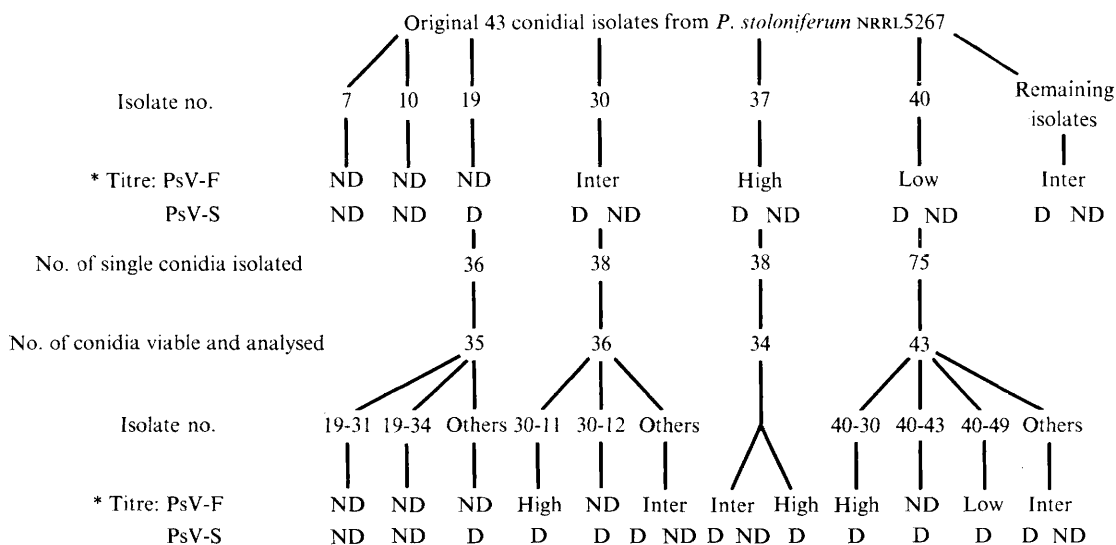 Original 43 conidial isolates from P. stoloniferum NRRL5267
Isolate no. 7 10 19 30 37 40 Remaining isolates
* Titre: PsV-F ND ND ND Inter High Low Inter
PsV-S ND ND D D ND D ND D ND D ND
No. of single conidia isolated 36 38 38 75
No. of conidia viable and analysed 35 36 34 43
Isolate no. 19-31 19-34 Others 30-11 30-12 Others 40-30 40-43 40-49 Others
* Titre: PsV-F ND ND ND High ND Inter Inter High High ND Low Inter
PsV-S ND ND D D D D ND D ND D D D D D ND